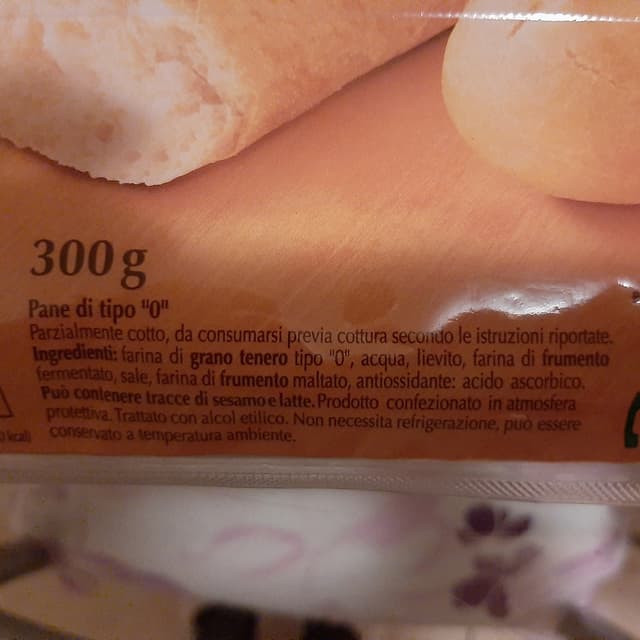 300 g
Pane di tipo "0"
Parzialmente cotto, da consumarsi previa cottura secondo le istruzioni riportate.
Ingredienti: farina di grano tenero tipo "0", acqua, lievito, farina di frumento
fermentato, sale, farina di frumento maltato, antiossidante: acido ascorbico.
Può contenere tracce di sesamo e latte. Prodotto confezionato in atmosfera
protettiva. Trattato con alcol etilico. Non necessita refrigerazione, può essere
conservato a temperatura ambiente.
kcal)